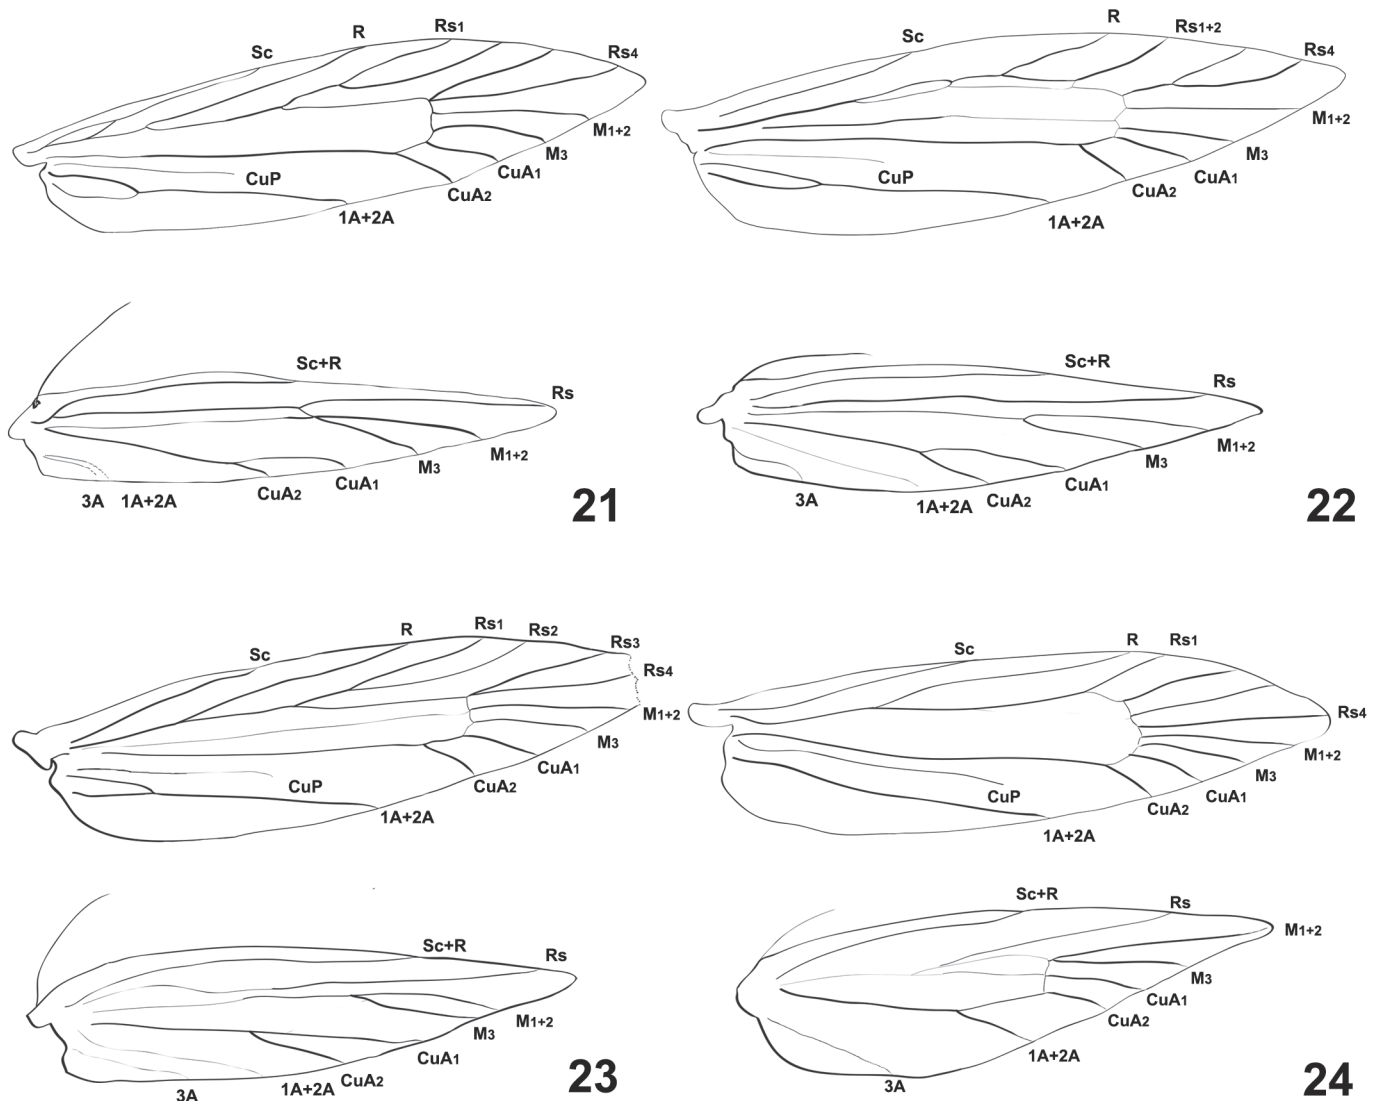 Sc R Rs1 Rs4
M1+2
M3
CuA1
CuA2
CuP
1A+2A
Sc R Rs1+2 Rs4
M1+2
M3
CuA1
CuA2
CuP
1A+2A
Sc+R
Rs
M1+2
M3
CuA1
CuA2
3A 1A+2A
21
Sc+R
Rs
M1+2
M3
CuA1
CuA2
1A+2A
3A
22
Sc R Rs1 Rs2 Rs3
Rs4
M1+2
M3
CuA1
CuA2
CuP
1A+2A
Sc R Rs1
Rs4
M1+2
M3
CuA1
CuA2
CuP
1A+2A
Sc+R
Rs
M1+2
M3
CuA1
CuA2
1A+2A
3A
23
Sc+R Rs
M1+2
M3
CuA1
CuA2
1A+2A
3A
24